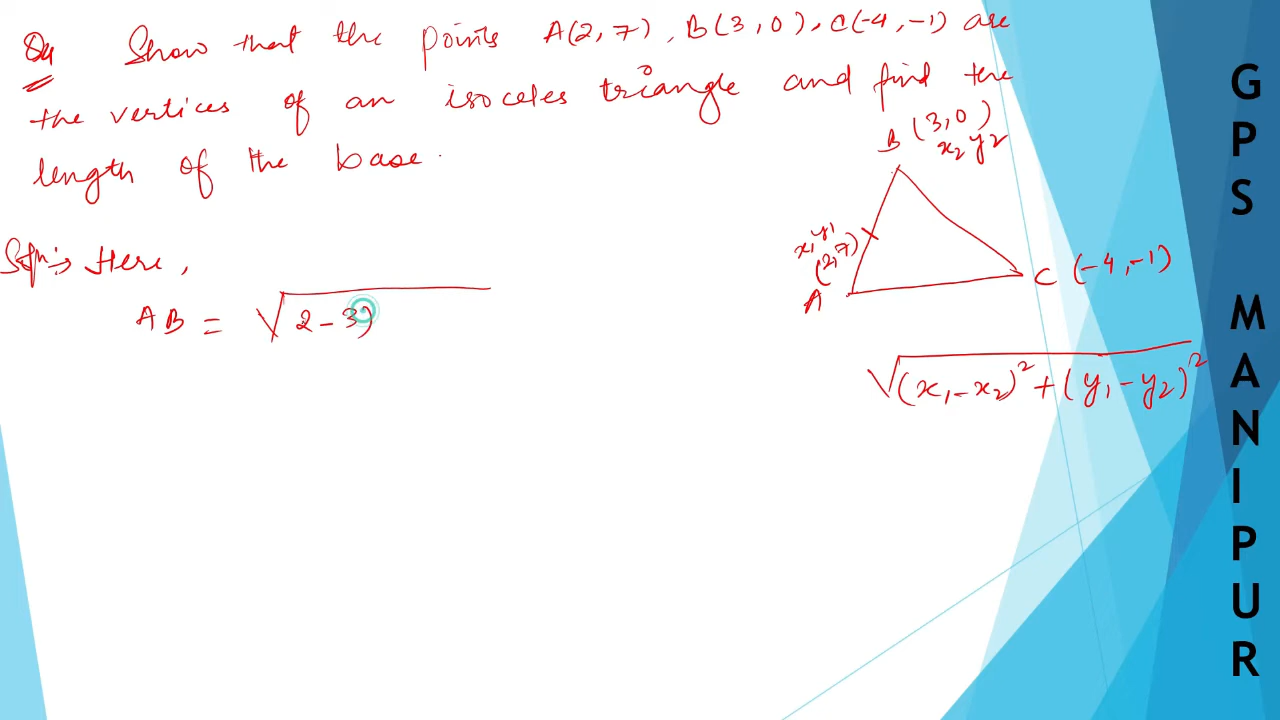 Q4 Show that the points A(2,7), B(3,0), C(-4,-1) are
the vertices of an isoceles triangle and find the
length of the base.
B (3,0)
x₂ y₂
x₁ y₁
(2,7)
A
C (-4,-1)
Solⁿ:→ Here,
AB = √2-3)
√(x₁-x₂)²+(y₁-y₂)²
G
P
S
M
A
N
I
P
U
R